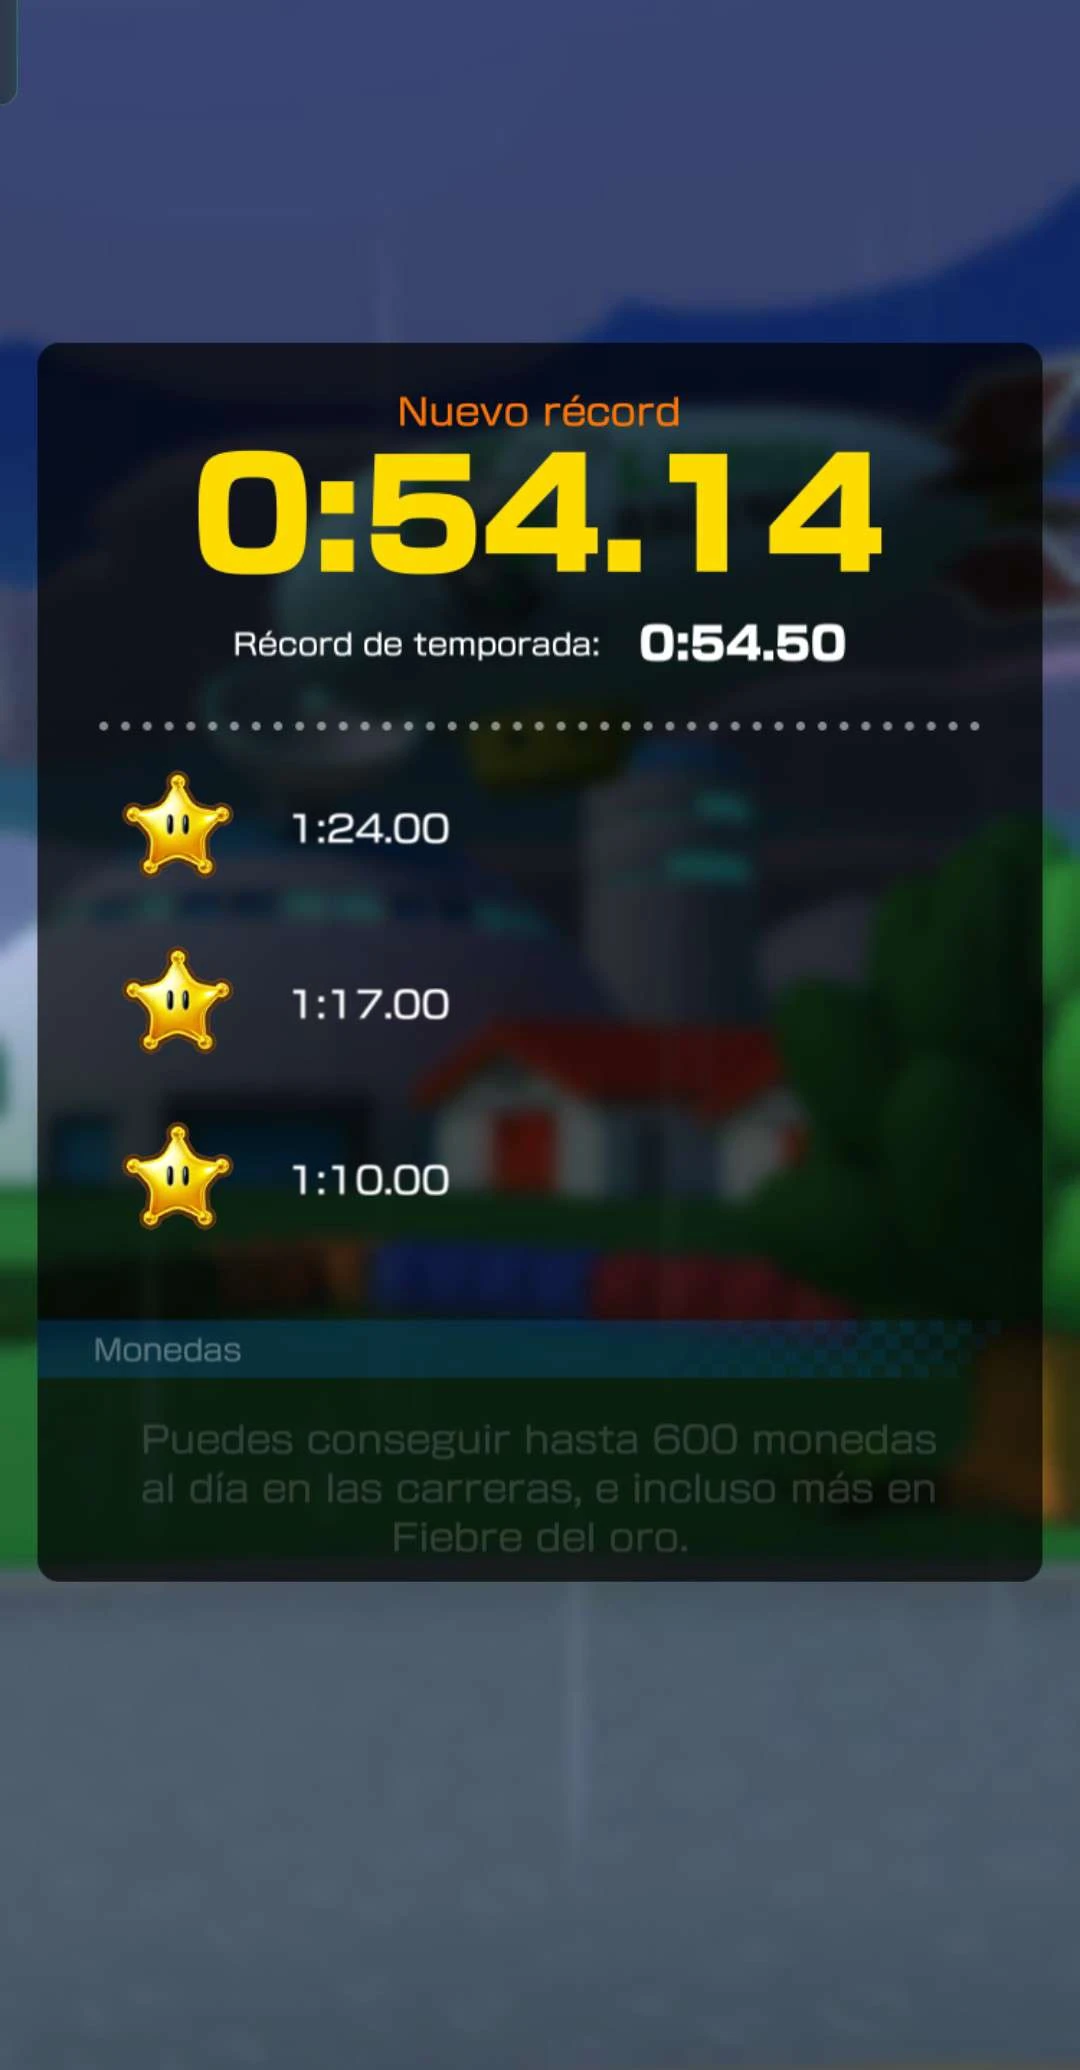 Nuevo récord
0:54.14
Récord de temporada: 0:54.50
1:24.00
1:17.00
1:10.00
Monedas
Puedes conseguir hasta 600 monedas
al día en las carreras, e incluso más en
Fiebre del oro.